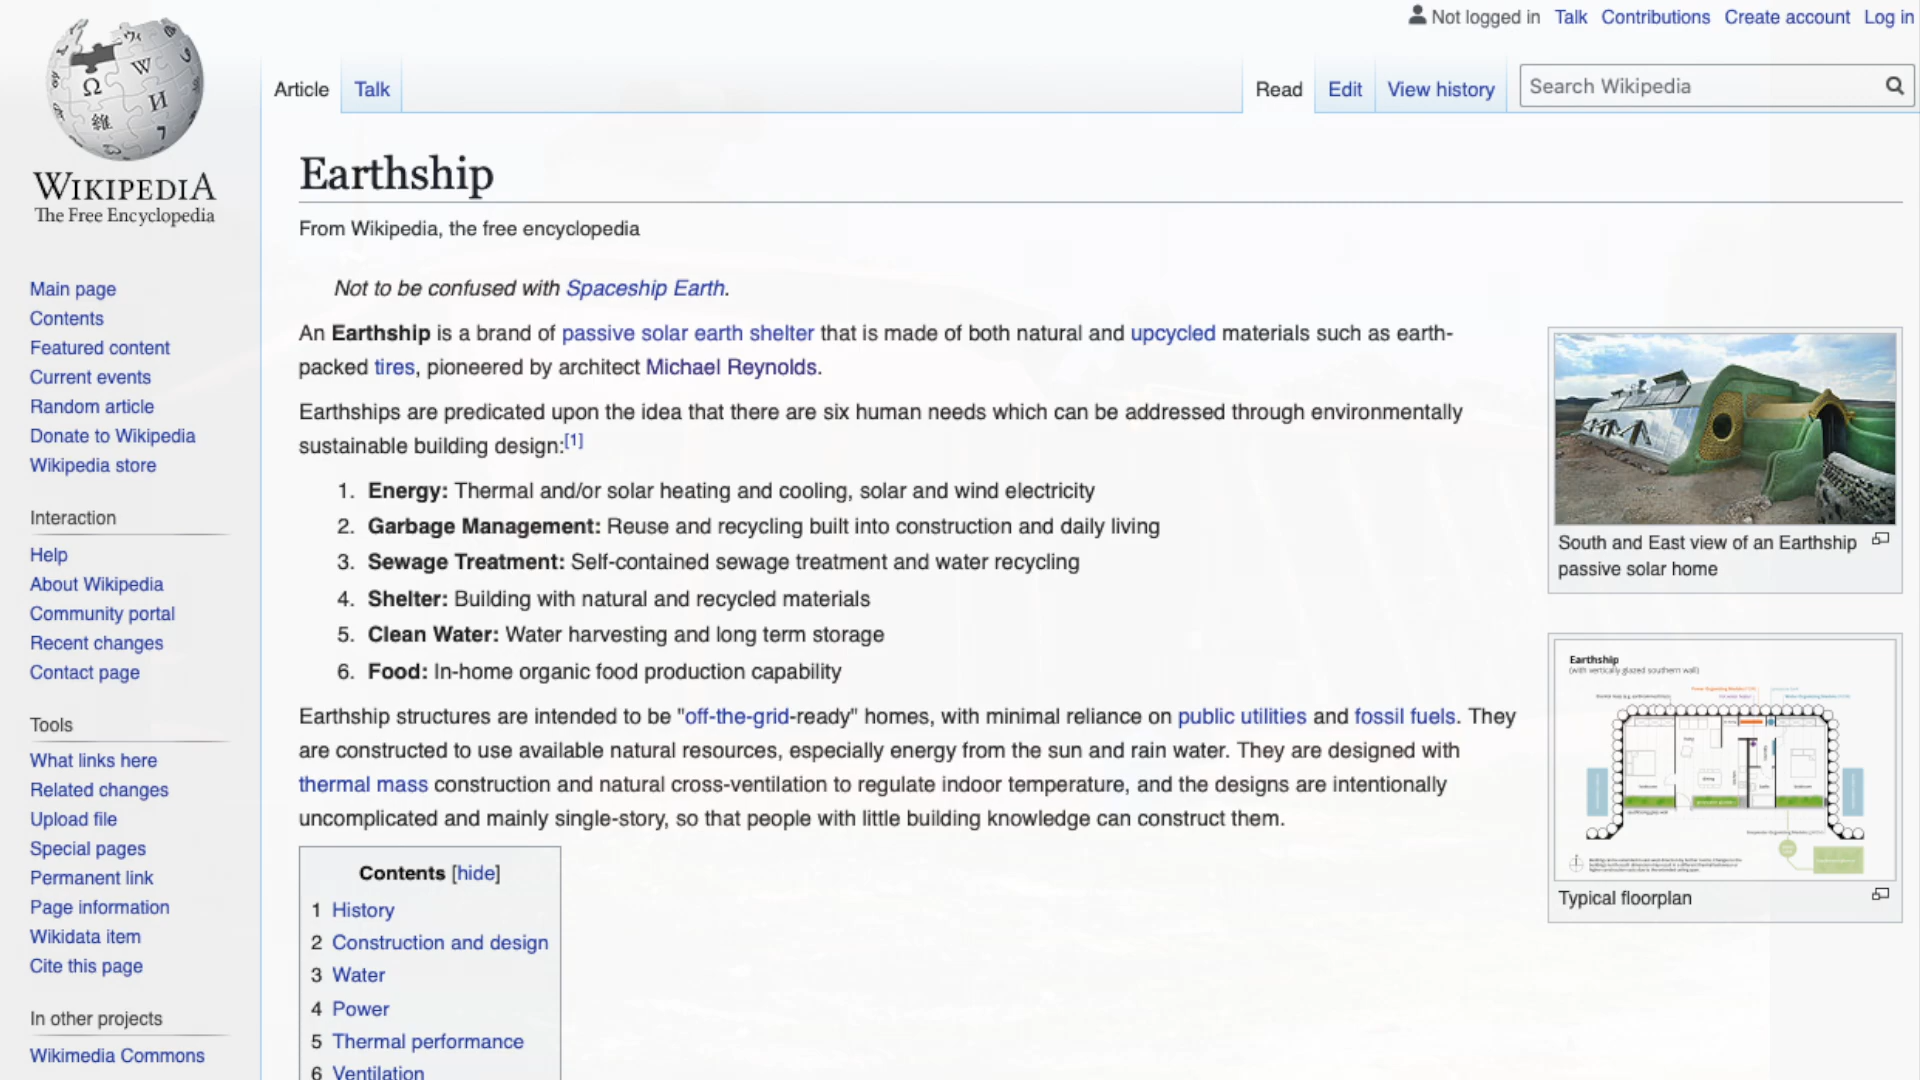 Not logged in Talk Contributions Create account Log in
Article Talk Read Edit View history Search Wikipedia
WIKIPEDIA
The Free Encyclopedia
Main page
Contents
Featured content
Current events
Random article
Donate to Wikipedia
Wikipedia store
Interaction
Help
About Wikipedia
Community portal
Recent changes
Contact page
Tools
What links here
Related changes
Upload file
Special pages
Permanent link
Page information
Wikidata item
Cite this page
In other projects
Wikimedia Commons
Earthship
From Wikipedia, the free encyclopedia
Not to be confused with Spaceship Earth.
An Earthship is a brand of passive solar earth shelter that is made of both natural and upcycled materials such as earth-
packed tires, pioneered by architect Michael Reynolds.
Earthships are predicated upon the idea that there are six human needs which can be addressed through environmentally
sustainable building design:[1]
1. Energy: Thermal and/or solar heating and cooling, solar and wind electricity
2. Garbage Management: Reuse and recycling built into construction and daily living
3. Sewage Treatment: Self-contained sewage treatment and water recycling
4. Shelter: Building with natural and recycled materials
5. Clean Water: Water harvesting and long term storage
6. Food: In-home organic food production capability
Earthship structures are intended to be "off-the-grid-ready" homes, with minimal reliance on public utilities and fossil fuels. They
are constructed to use available natural resources, especially energy from the sun and rain water. They are designed with
thermal mass construction and natural cross-ventilation to regulate indoor temperature, and the designs are intentionally
uncomplicated and mainly single-story, so that people with little building knowledge can construct them.
Contents [hide]
1 History
2 Construction and design
3 Water
4 Power
5 Thermal performance
6 Ventilation
South and East view of an Earthship
passive solar home
Earthship
(with vertically glazed southern wall)
Typical floorplan